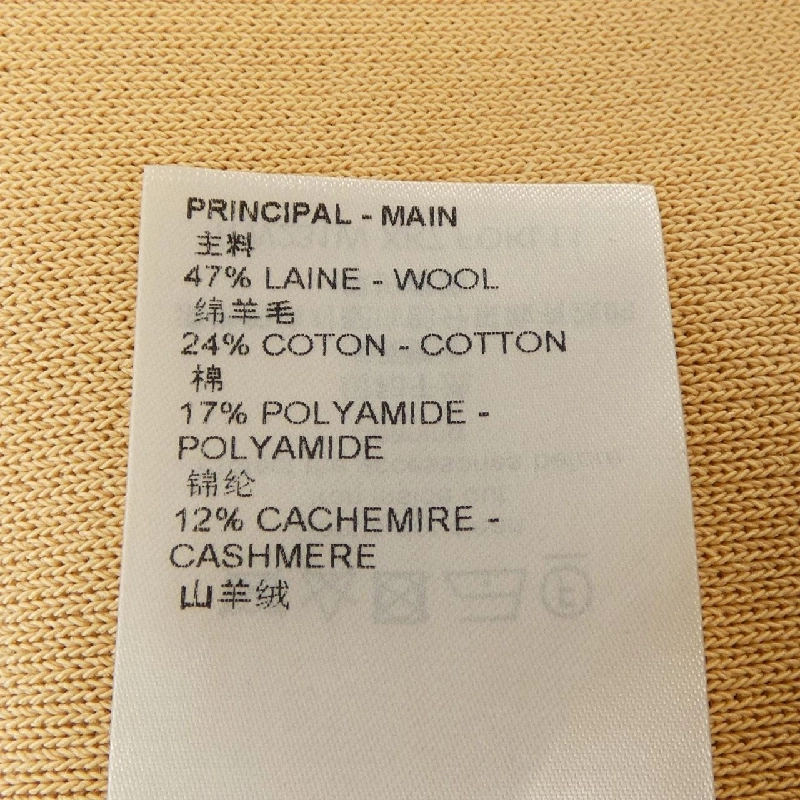 PRINCIPAL - MAIN
主料
47% LAINE - WOOL
绵羊毛
24% COTON - COTTON
棉
17% POLYAMIDE -
POLYAMIDE
锦纶
12% CACHEMIRE -
CASHMERE
山羊绒